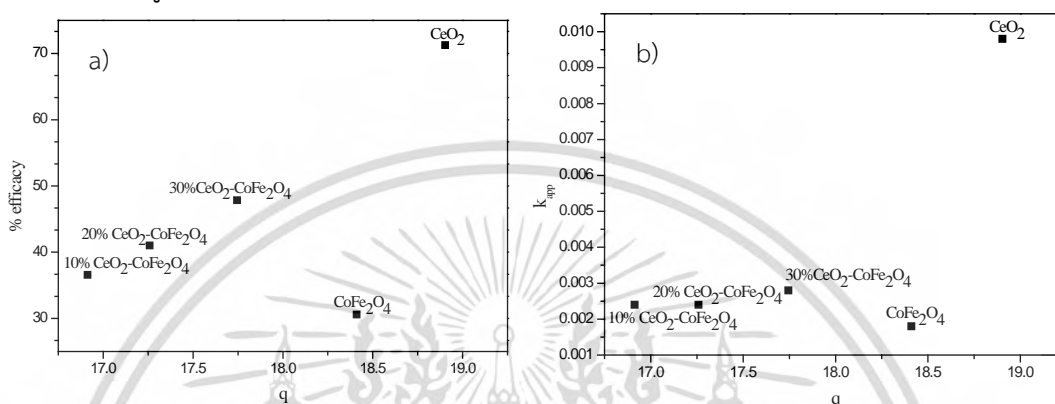 a)
CeO₂
30%CeO₂-CoFe₂O₄
20% CeO₂-CoFe₂O₄
10% CeO₂-CoFe₂O₄
CoFe₂O₄
% efficacy
70
60
50
40
30
17.0 17.5 18.0 18.5 19.0
q
b)
CeO₂
30%CeO₂-CoFe₂O₄
20% CeO₂-CoFe₂O₄
10% CeO₂-CoFe₂O₄
CoFe₂O₄
k_app
0.010
0.009
0.008
0.007
0.006
0.005
0.004
0.003
0.002
0.001
17.0 17.5 18.0 18.5 19.0
q